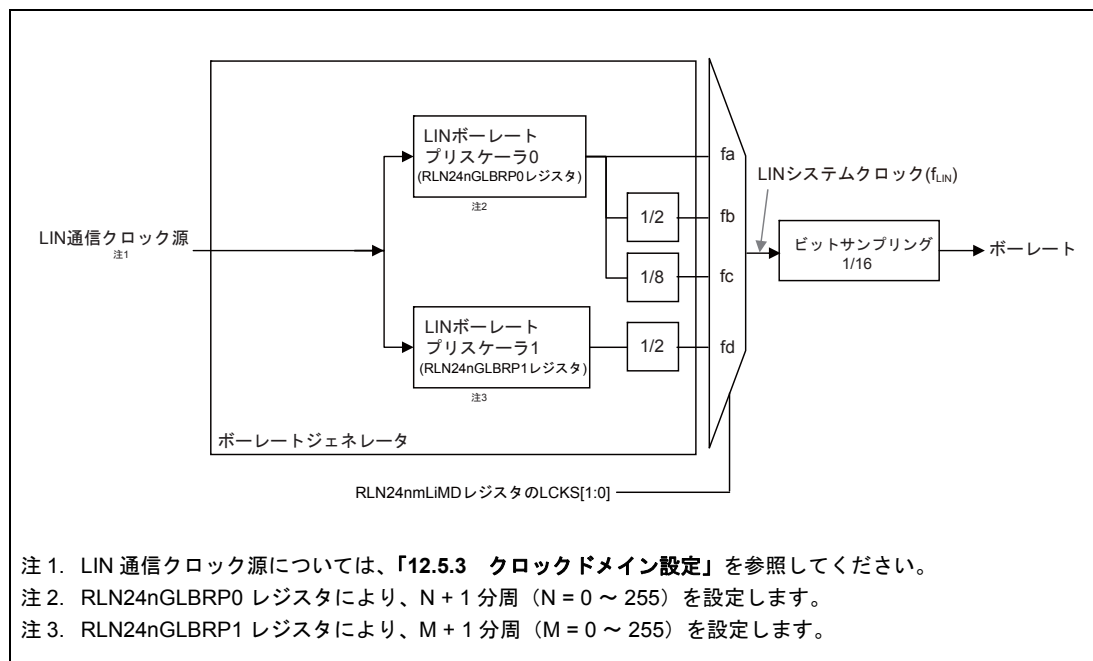 LINボーレート
プリスケーラ0
(RLN24nGLBRP0レジスタ)
注2
fa
LINシステムクロック(fLIN)
1/2
fb
LIN通信クロック源
注1
ビットサンプリング
1/16
ボーレート
1/8
fc
LINボーレート
プリスケーラ1
(RLN24nGLBRP1レジスタ)
注3
1/2
fd
ボーレートジェネレータ
RLN24nmLiMDレジスタのLCKS[1:0]
注 1. LIN 通信クロック源については、「12.5.3 クロックドメイン設定」を参照してください。
注 2. RLN24nGLBRP0 レジスタにより、N + 1 分周（N = 0 ～ 255）を設定します。
注 3. RLN24nGLBRP1 レジスタにより、M + 1 分周（M = 0 ～ 255）を設定します。